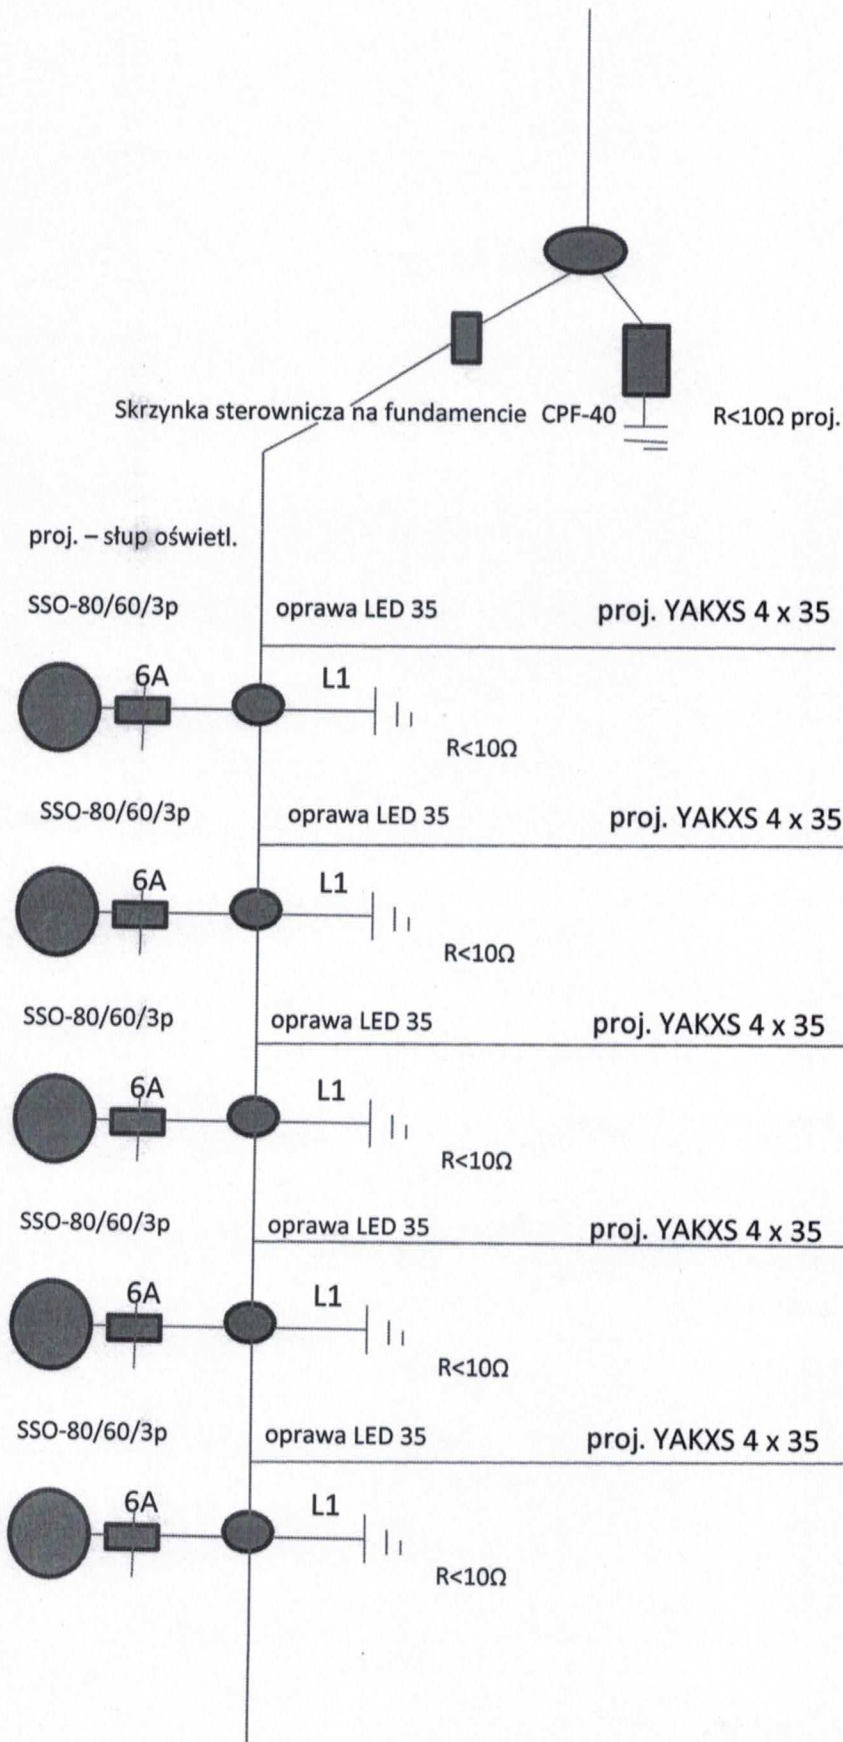 Skrzynka sterownicza na fundamencie CPF-40 R<10Ω proj.
proj. – słup oświetl.
SSO-80/60/3p oprawa LED 35 proj. YAKXS 4 x 35
6A L1
R<10Ω
SSO-80/60/3p oprawa LED 35 proj. YAKXS 4 x 35
6A L1
R<10Ω
SSO-80/60/3p oprawa LED 35 proj. YAKXS 4 x 35
6A L1
R<10Ω
SSO-80/60/3p oprawa LED 35 proj. YAKXS 4 x 35
6A L1
R<10Ω
SSO-80/60/3p oprawa LED 35 proj. YAKXS 4 x 35
6A L1
R<10Ω